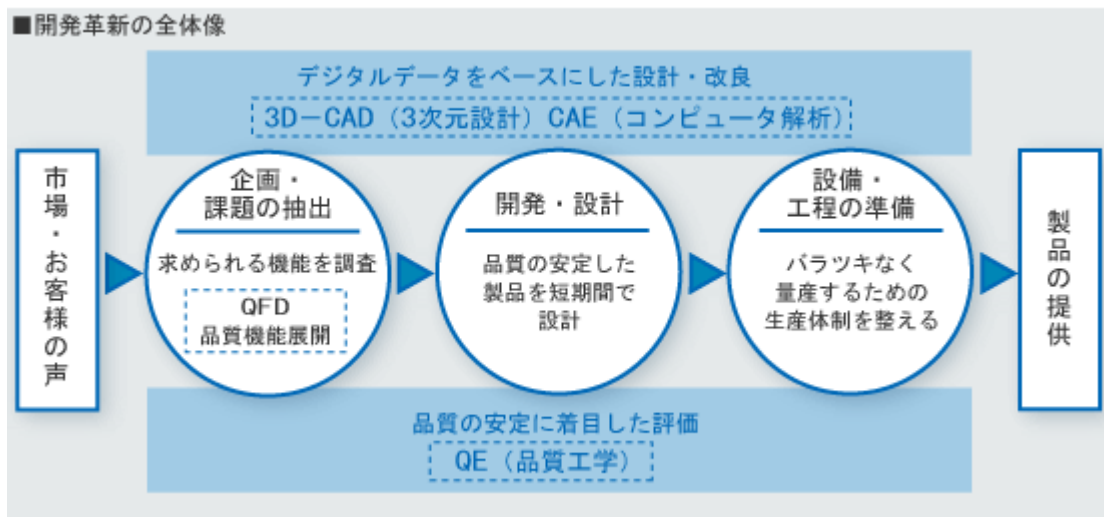 ■開発革新の全体像
デジタルデータをベースにした設計・改良
3D－CAD（3次元設計）CAE（コンピュータ解析）
市場・お客様の声
企画・
課題の抽出
求められる機能を調査
QFD
品質機能展開
開発・設計
品質の安定した
製品を短期間で
設計
設備・
工程の準備
バラツキなく
量産するための
生産体制を整える
製品の提供
品質の安定に着目した評価
QE（品質工学）